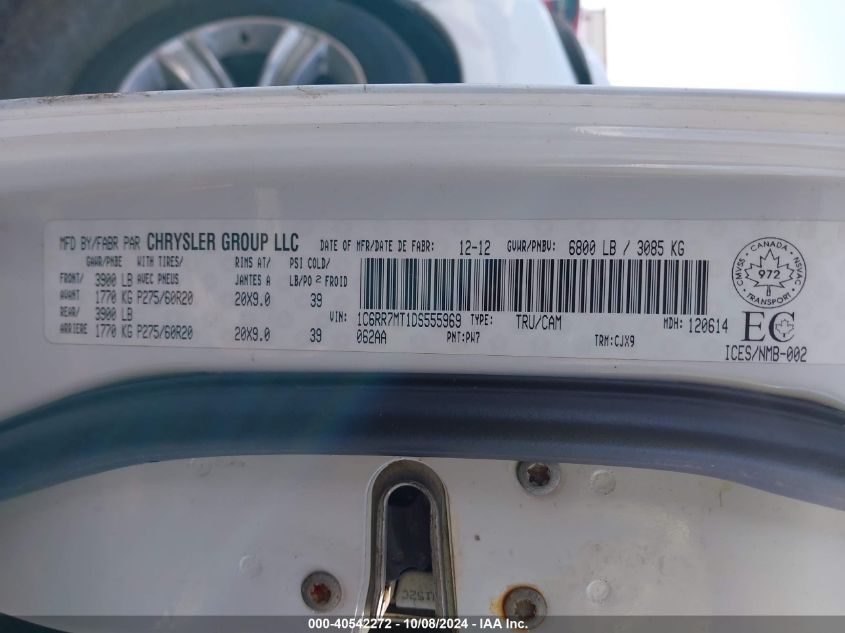 MFD BY/FABR PAR CHRYSLER GROUP LLC DATE OF MFR/DATE DE FABR: 12-12 GVWR/PNBV: 6800 LB / 3085 KG
GAWR/PNBE WITH TIRES/ RIMS AT/ PSI COLD/
FRONT/ 3900 LB AVEC PNEUS JANTES A LB/PO 2 FROID
AVANT 1770 KG P275/60R20 20X9.0 39
REAR/ 3900 LB VIN: 1C6RR7MT1DS555969 TYPE: TRU/CAM MDH: 120614
ARRIERE 1770 KG P275/60R20 20X9.0 39 062AA PNT:PW7 TRM:CJX9
ICES/NMB-002
CANADA
CMVSS 972 NSVAC
TRANSPORT
EC
000-40542272 - 10/08/2024 - IAA Inc.